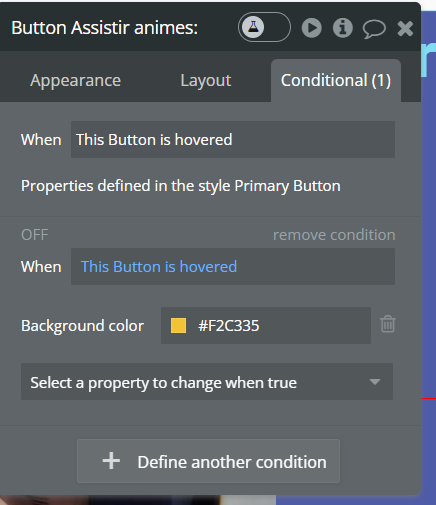 Button Assistir animes:
Appearance
Layout
Conditional (1)
When This Button is hovered
Properties defined in the style Primary Button
OFF remove condition
When This Button is hovered
Background color #F2C335
Select a property to change when true
Define another condition